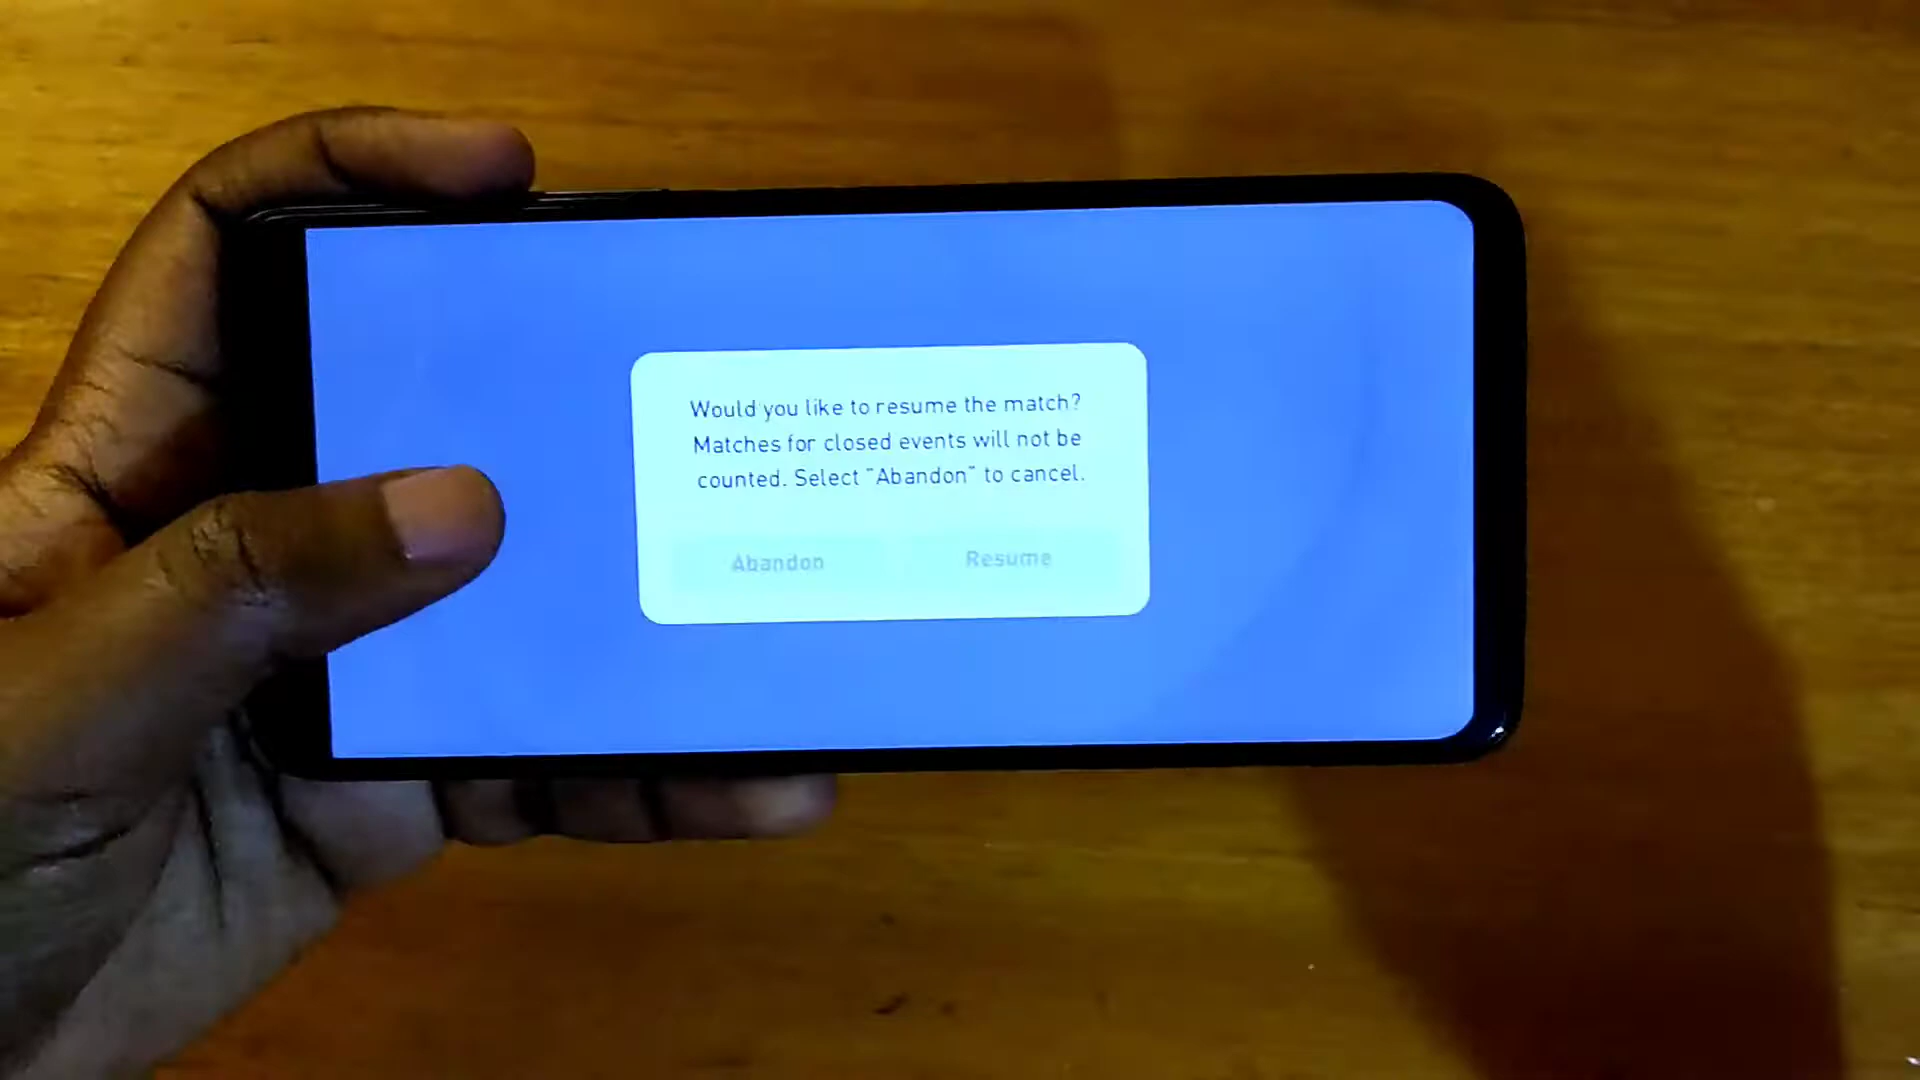 Would you like to resume the match?
Matches for closed events will not be
counted. Select "Abandon" to cancel.
Abandon Resume